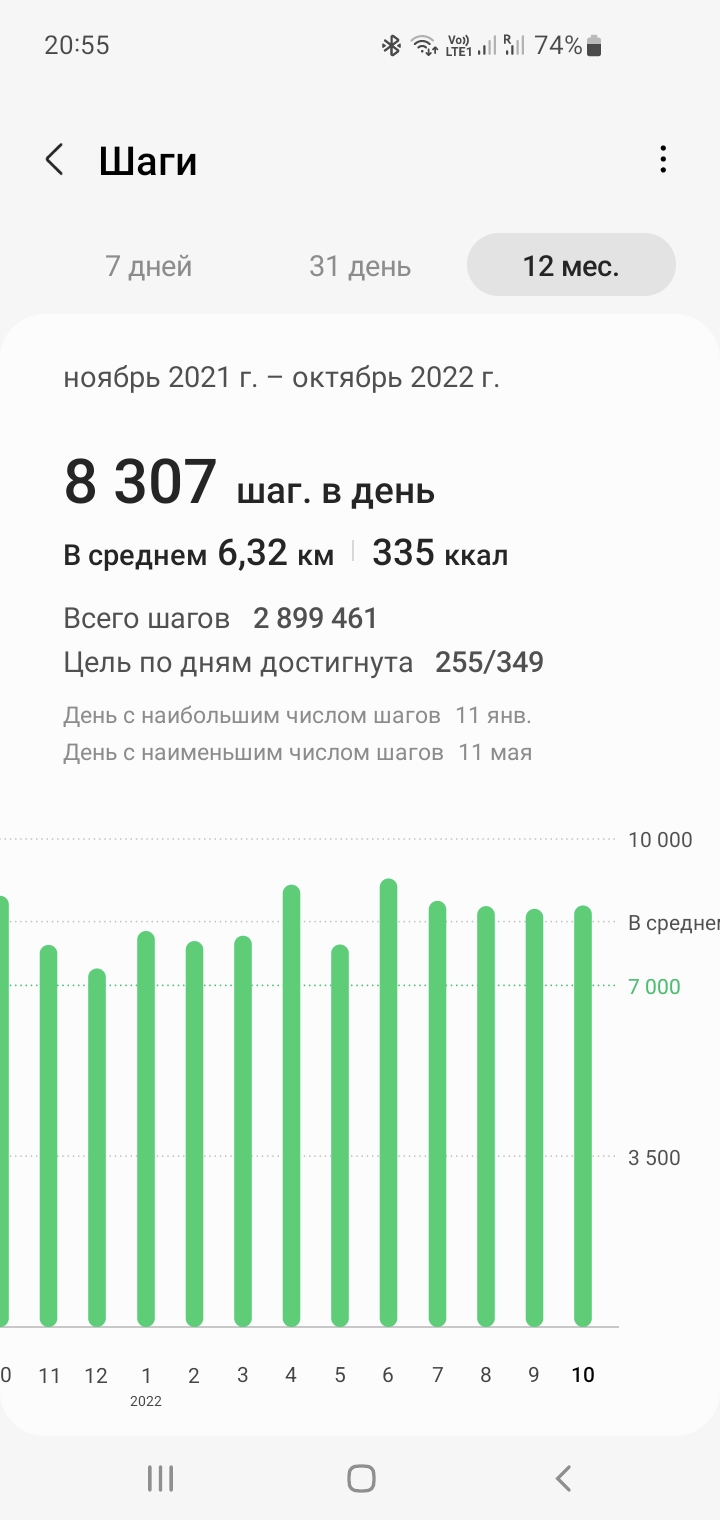 20:55 Vo)) LTE1 R 74%
Шаги
7 дней 31 день 12 мес.
ноябрь 2021 г. – октябрь 2022 г.
8 307 шаг. в день
В среднем 6,32 км 335 ккал
Всего шагов 2 899 461
Цель по дням достигнута 255/349
День с наибольшим числом шагов 11 янв.
День с наименьшим числом шагов 11 мая
10 000
В среднем
7 000
3 500
0 11 12 1 2 3 4 5 6 7 8 9 10
2022